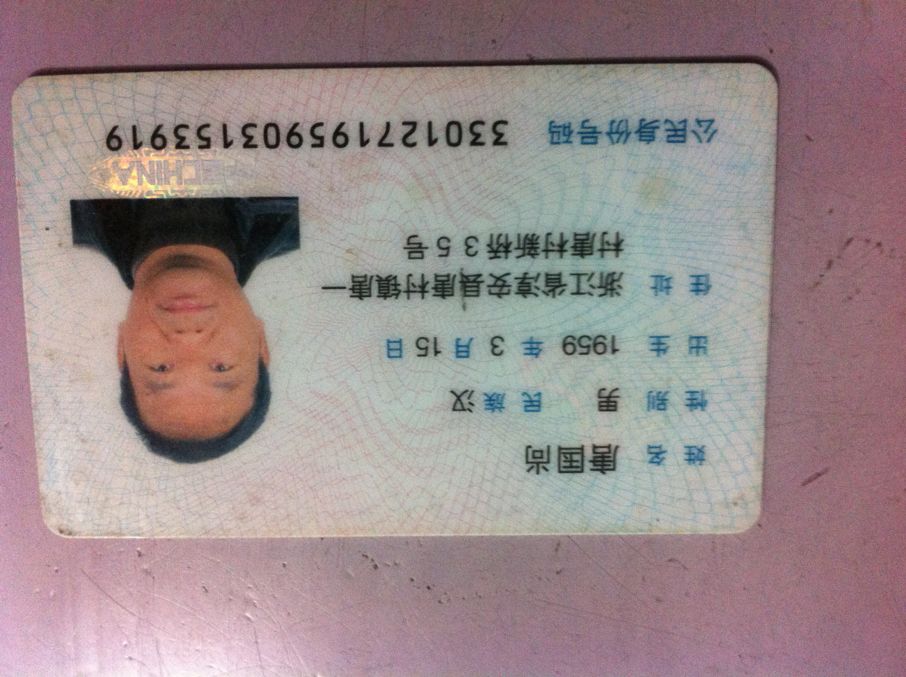 姓名 唐国尚
性别 男 民族 汉
出生 1959 年 3 月 15 日
住址 浙江省淳安县唐村镇唐一
村唐村新桥35号
CHINA
公民身份号码 330127195903153919